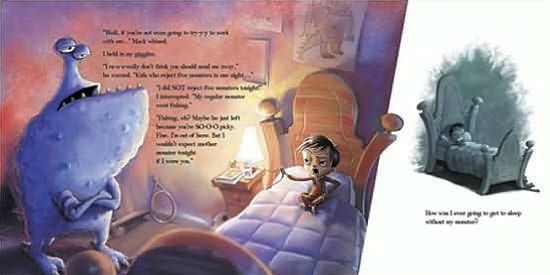 "Well, if you're not even going to try-y-y to work
with me..." Mack whined.
I held in my giggles.
"I re-e-e-eally don't think you should send me away,"
he warned. "Kids who reject five monsters in one night...."
"I did NOT reject five monsters tonight!"
I interrupted. "My regular monster
went fishing."
"Fishing, eh? Maybe he just left
because you're SO-O-O picky.
Fine. I'm out of here. But I
wouldn't expect another
monster tonight
if I were you."
How was I ever going to get to sleep
without my monster?